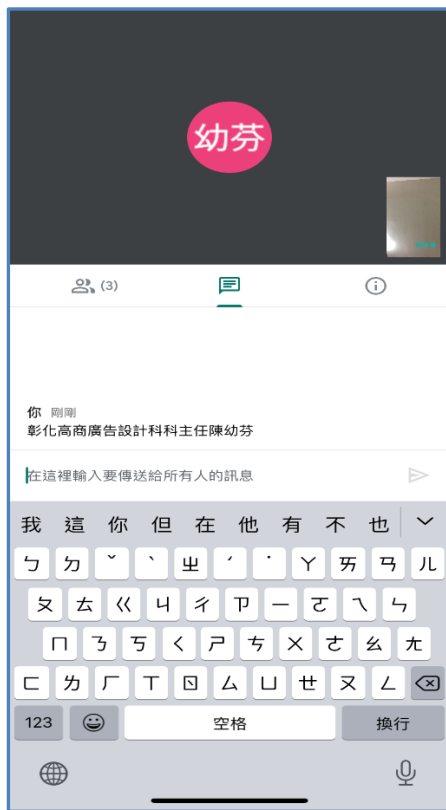 幼芬
(3)
你 剛剛
彰化高商廣告設計科科主任陳幼芬
在這裡輸入要傳送給所有人的訊息
我 這 你 但 在 他 有 不 也
ㄅ ㄉ ˇ ˋ ㄓ ˊ ˙ ㄚ ㄞ ㄢ ㄦ
ㄆ ㄊ ㄍ ㄐ ㄔ ㄗ ㄧ ㄛ ㄟ ㄣ
ㄇ ㄋ ㄎ ㄑ ㄕ ㄘ ㄨ ㄜ ㄠ ㄤ
ㄈ ㄌ ㄏ ㄒ ㄖ ㄙ ㄩ ㄝ ㄡ ㄥ
123 空格 換行